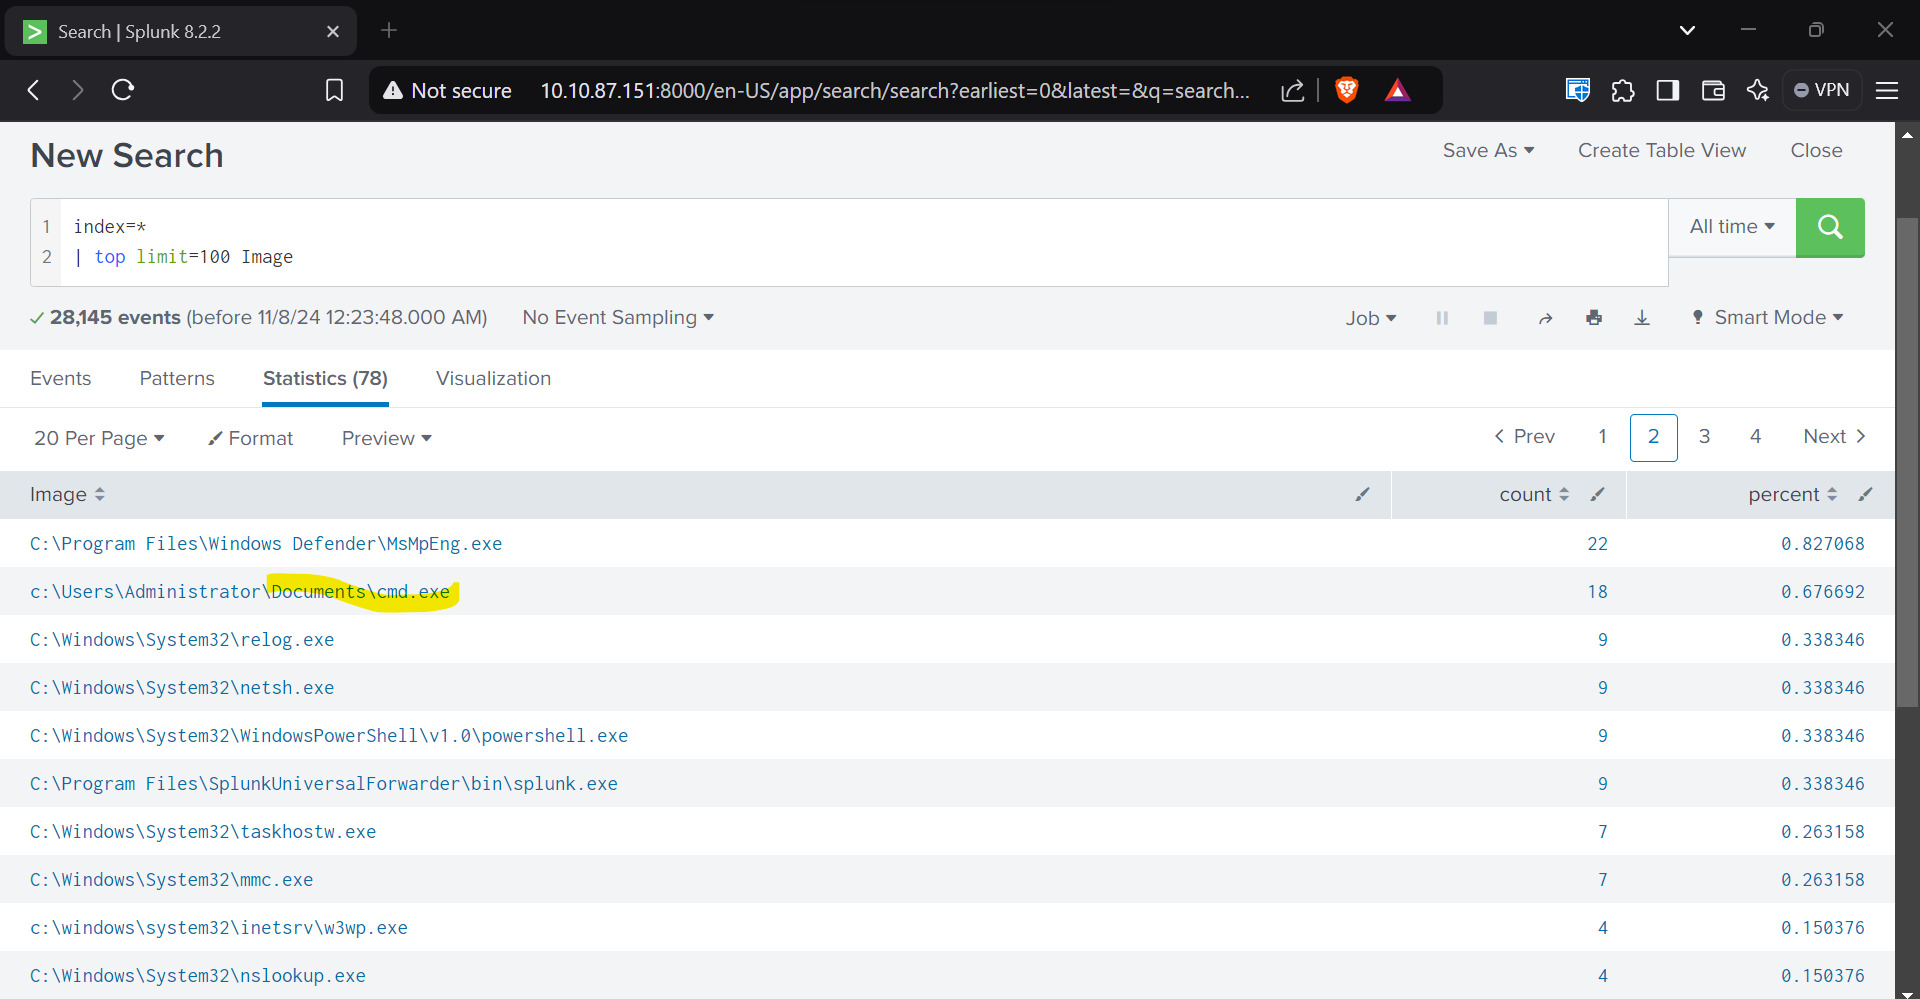 Search | Splunk 8.2.2
Not secure 10.10.87.151:8000/en-US/app/search/search?earliest=0&latest=&q=search...
VPN
New Search
Save As
Create Table View
Close
1 index=*
2 | top limit=100 Image
All time
28,145 events (before 11/8/24 12:23:48.000 AM)
No Event Sampling
Job
Smart Mode
Events
Patterns
Statistics (78)
Visualization
20 Per Page
Format
Preview
Prev 1 2 3 4 Next
Image count percent
C:\Program Files\Windows Defender\MsMpEng.exe 22 0.827068
c:\Users\Administrator\Documents\cmd.exe 18 0.676692
C:\Windows\System32\relog.exe 9 0.338346
C:\Windows\System32\netsh.exe 9 0.338346
C:\Windows\System32\WindowsPowerShell\v1.0\powershell.exe 9 0.338346
C:\Program Files\SplunkUniversalForwarder\bin\splunk.exe 9 0.338346
C:\Windows\System32\taskhostw.exe 7 0.263158
C:\Windows\System32\mmc.exe 7 0.263158
c:\windows\system32\inetsrv\w3wp.exe 4 0.150376
C:\Windows\System32\nslookup.exe 4 0.150376